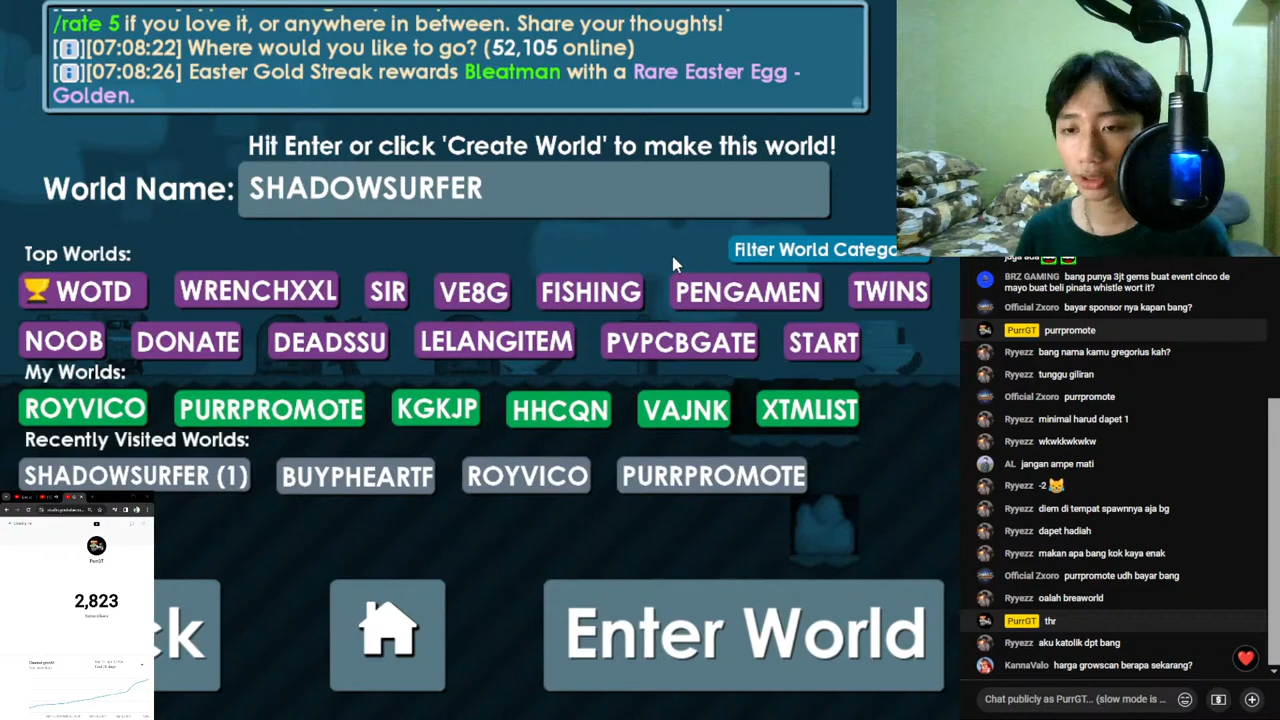 /rate 5 if you love it, or anywhere in between. Share your thoughts!
[07:08:22] Where would you like to go? (52,105 online)
[07:08:26] Easter Gold Streak rewards Bleatman with a Rare Easter Egg -
Golden.
Hit Enter or click 'Create World' to make this world!
World Name: SHADOWSURFER
Filter World Catego
Top Worlds:
WOTD WRENCHXXL SIR VE8G FISHING PENGAMEN TWINS
NOOB DONATE DEADSSU LELANGITEM PVPCBGATE START
My Worlds:
ROYVICO PURRPROMOTE KGKJP HHCQN VAJNK XTMLIST
Recently Visited Worlds:
SHADOWSURFER (1) BUYPHEARTF ROYVICO PURRPROMOTE
PurrGT
2,823
Subscribers
ck
Enter World
juga ada
BRZ GAMING bang punya 3jt gems buat event cinco de
mayo buat beli pinata whistle wort it?
Official Zxoro bayar sponsor nya kapan bang?
PurrGT purrpromote
Ryyezz bang nama kamu gregorius kah?
Ryyezz tunggu giliran
Official Zxoro purrpromote
Ryyezz minimal harud dapet 1
Ryyezz wkwkkwkwkw
AL jangan ampe mati
Ryyezz -2
Ryyezz diem di tempat spawnnya aja bg
Ryyezz dapet hadiah
Ryyezz makan apa bang kok kaya enak
Official Zxoro purrpromote udh bayar bang
Ryyezz oalah breaworld
PurrGT thr
Ryyezz aku katolik dpt bang
KannaValo harga growscan berapa sekarang?
Chat publicly as PurrGT... (slow mode is ...